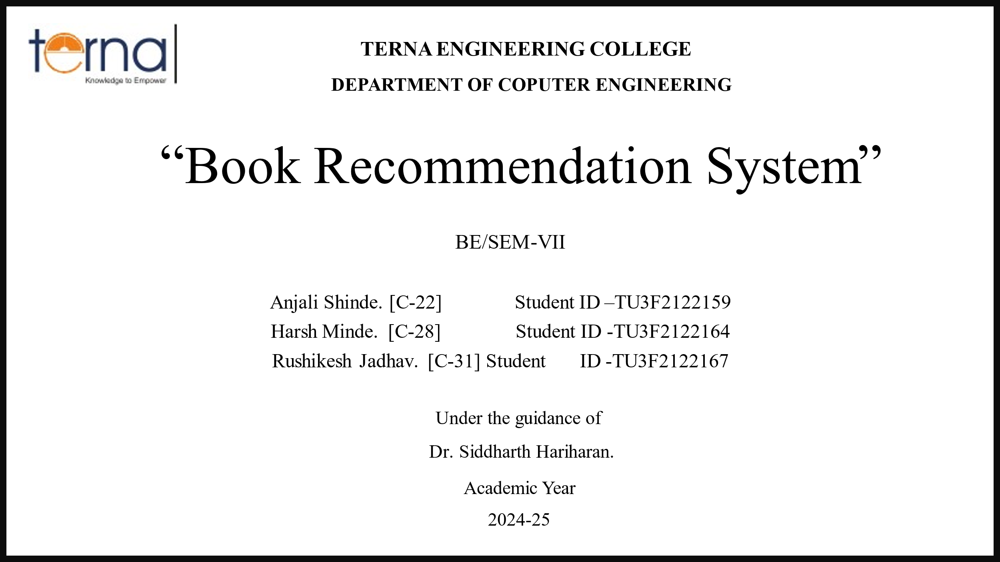 terna
Knowledge to Empower
TERNA ENGINEERING COLLEGE
DEPARTMENT OF COPUTER ENGINEERING
“Book Recommendation System”
BE/SEM-VII
Anjali Shinde. [C-22] Student ID –TU3F2122159
Harsh Minde. [C-28] Student ID -TU3F2122164
Rushikesh Jadhav. [C-31] Student ID -TU3F2122167
Under the guidance of
Dr. Siddharth Hariharan.
Academic Year
2024-25